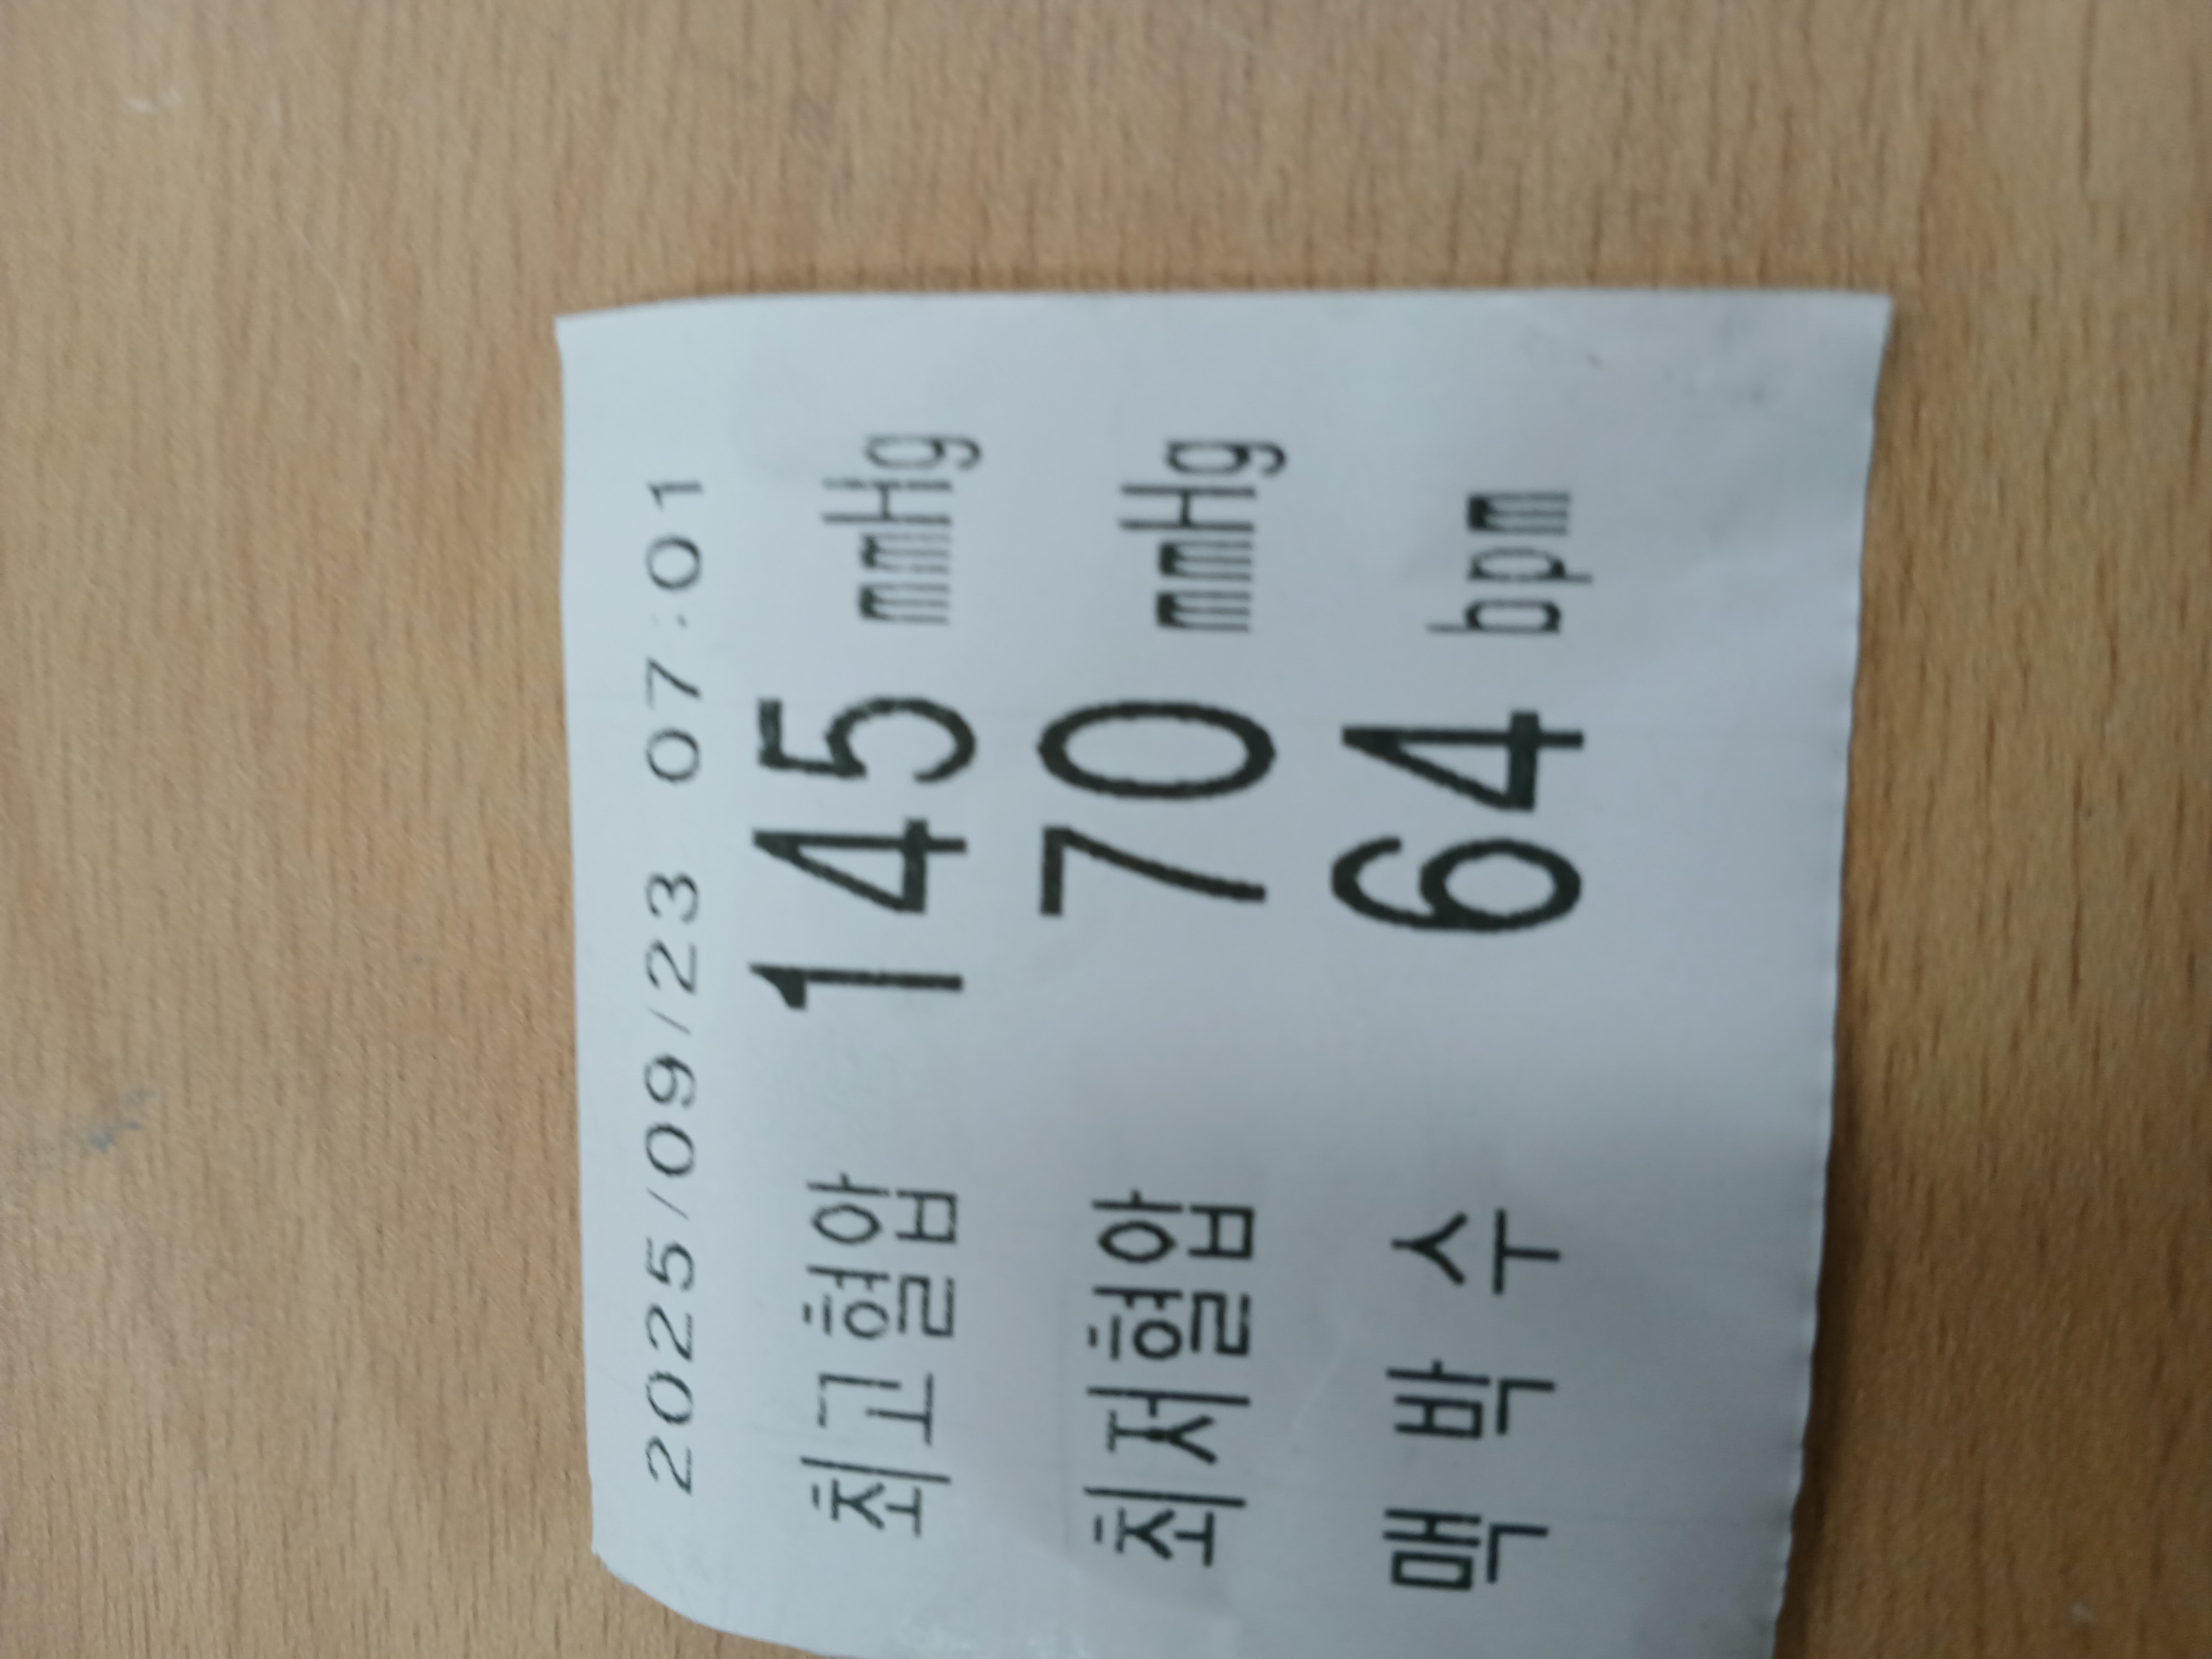 2025/09/23 07:01
최고혈압 145 mmHg
최저혈압 70 mmHg
맥 박 수 64 bpm